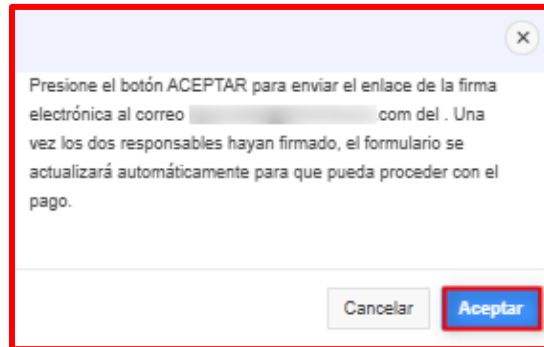 Presione el botón ACEPTAR para enviar el enlace de la firma
electrónica al correo .com del . Una
vez los dos responsables hayan firmado, el formulario se
actualizará automáticamente para que pueda proceder con el
pago.
Cancelar Aceptar